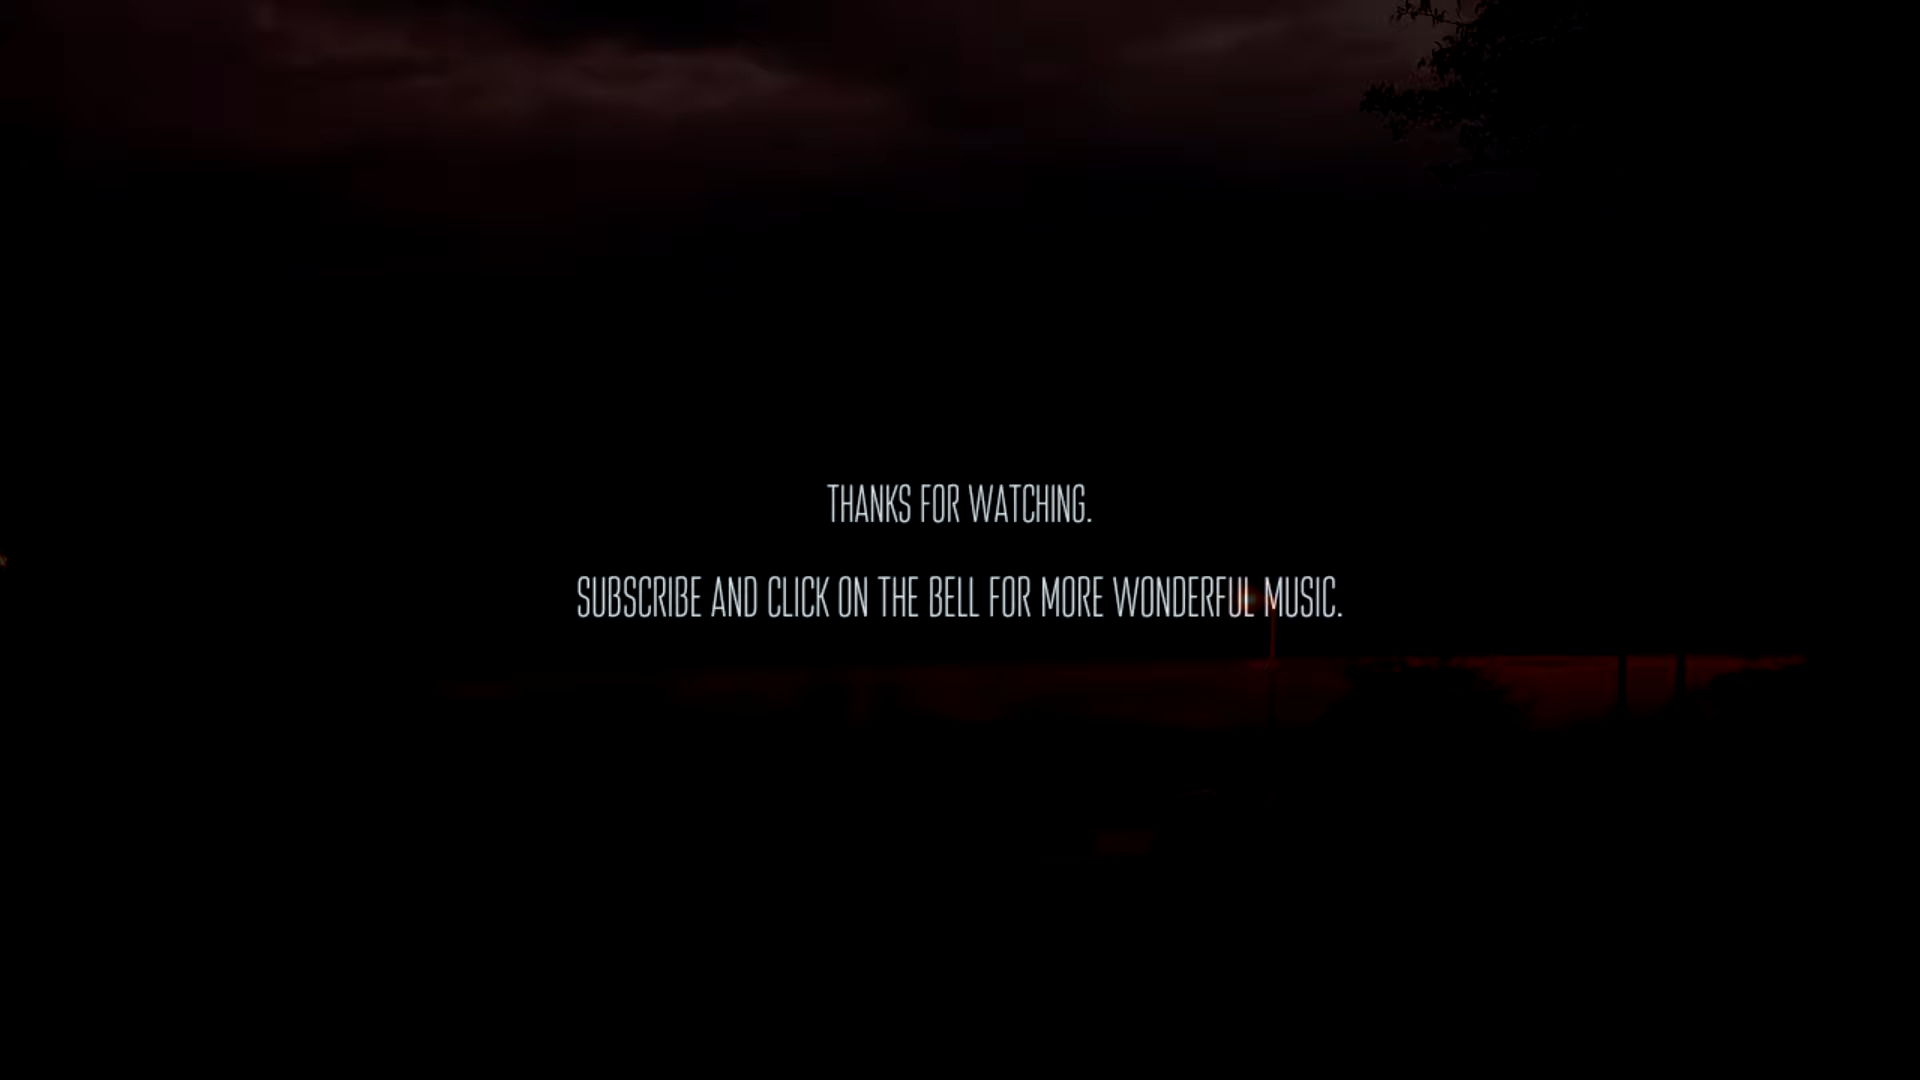 THANKS FOR WATCHING.
SUBSCRIBE AND CLICK ON THE BELL FOR MORE WONDERFUL MUSIC.